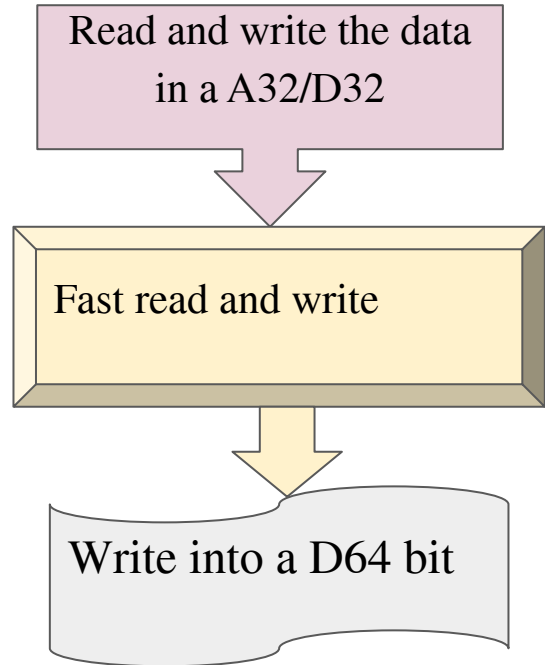 Read and write the data
in a A32/D32
Fast read and write
Write into a D64 bit